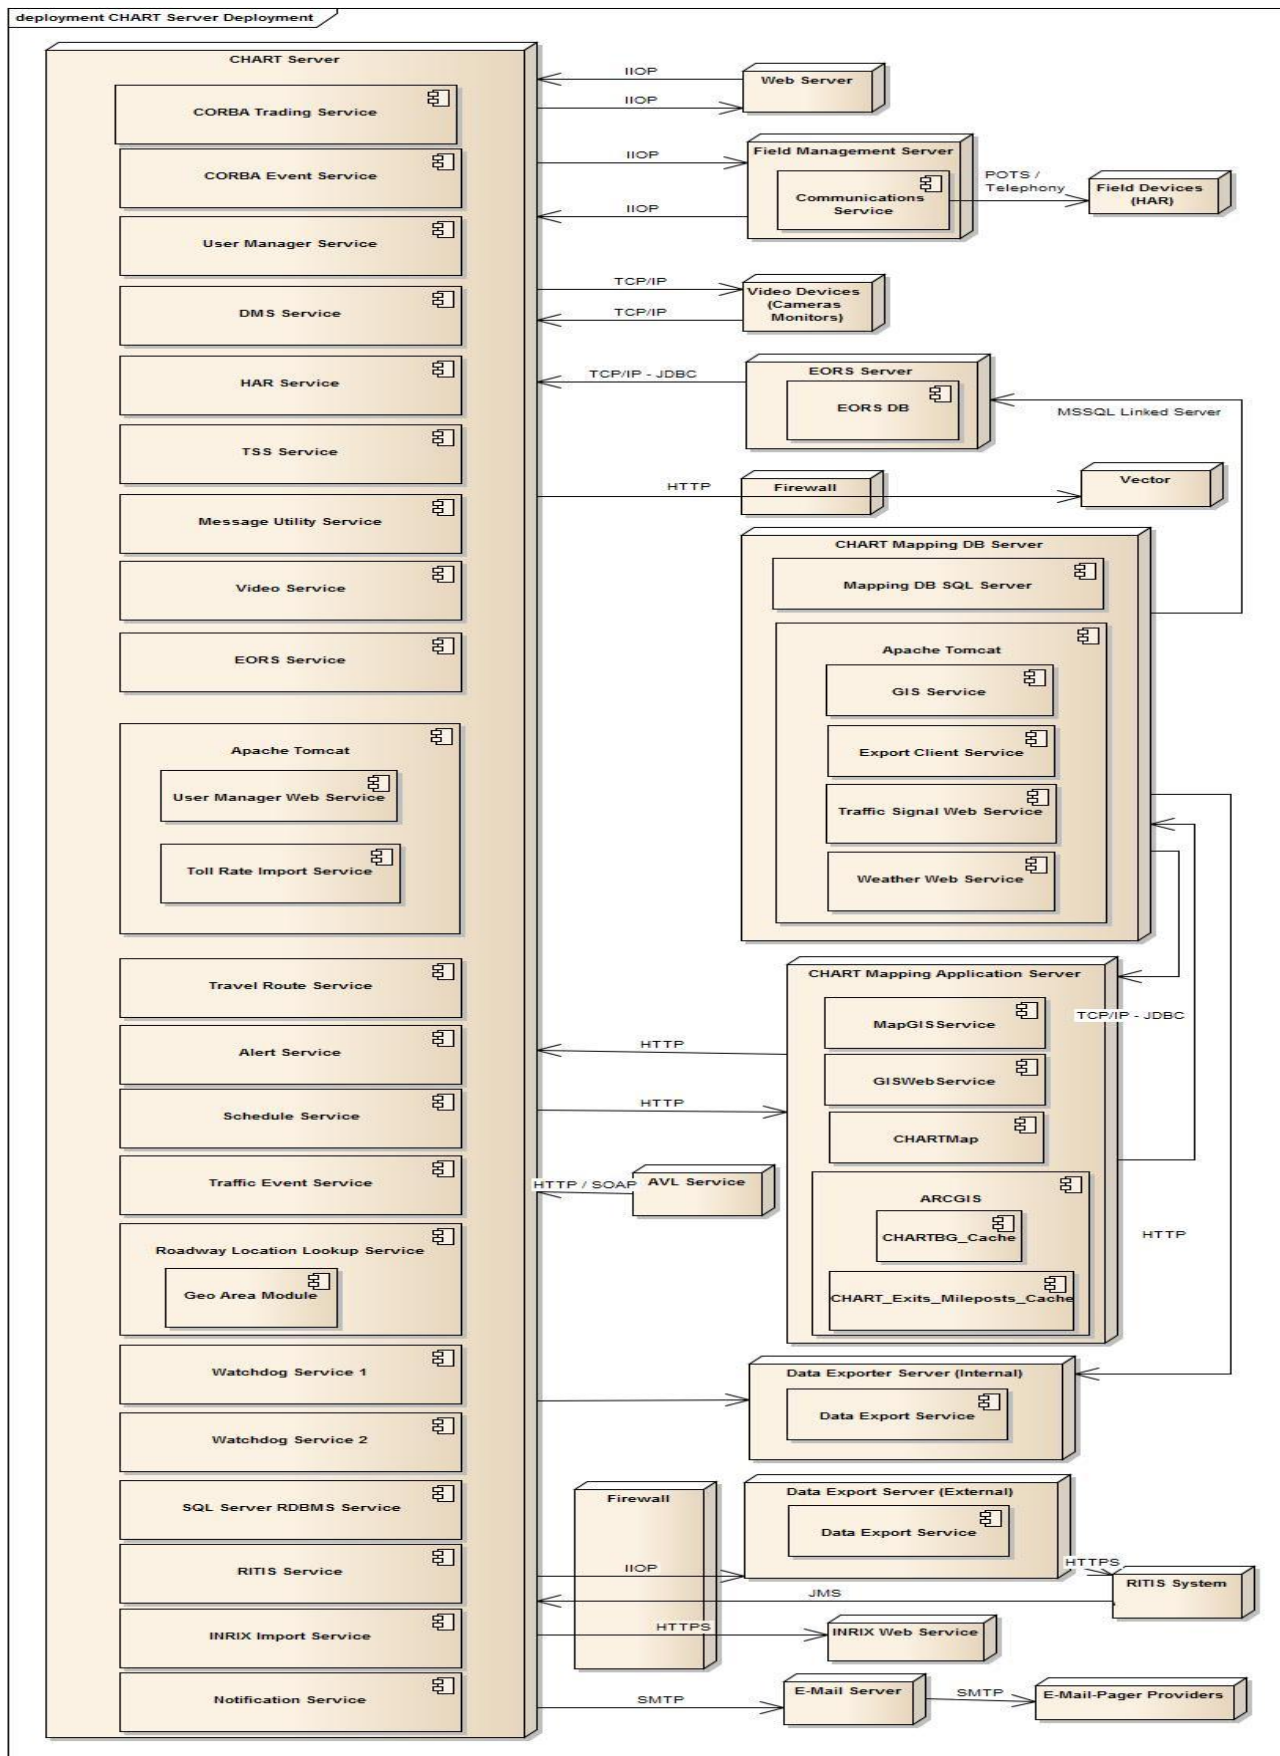 deployment CHART Server Deployment
CHART Server
CORBA Trading Service
CORBA Event Service
User Manager Service
DMS Service
HAR Service
TSS Service
Message Utility Service
Video Service
EORS Service
Apache Tomcat
User Manager Web Service
Toll Rate Import Service
Travel Route Service
Alert Service
Schedule Service
Traffic Event Service
Roadway Location Lookup Service
Geo Area Module
Watchdog Service 1
Watchdog Service 2
SQL Server RDBMS Service
RITIS Service
INRIX Import Service
Notification Service
IIOP
IIOP
Web Server
IIOP
IIOP
Field Management Server
Communications
Service
POTS /
Telephony
Field Devices
(HAR)
TCP/IP
TCP/IP
Video Devices
(Cameras
Monitors)
TCP/IP - JDBC
EORS Server
EORS DB
MSSQL Linked Server
HTTP
Firewall
Vector
CHART Mapping DB Server
Mapping DB SQL Server
Apache Tomcat
GIS Service
Export Client Service
Traffic Signal Web Service
Weather Web Service
CHART Mapping Application Server
MapGISService
GISWebService
CHARTMap
ARCGIS
CHARTBG_Cache
CHART_Exits_Mileposts_Cache
TCP/IP - JDBC
HTTP
HTTP
HTTP
HTTP / SOAP
AVL Service
Data Exporter Server (Internal)
Data Export Service
Firewall
Data Export Server (External)
Data Export Service
IIOP
HTTPS
RITIS System
JMS
HTTPS
INRIX Web Service
SMTP
E-Mail Server
SMTP
E-Mail-Pager Providers